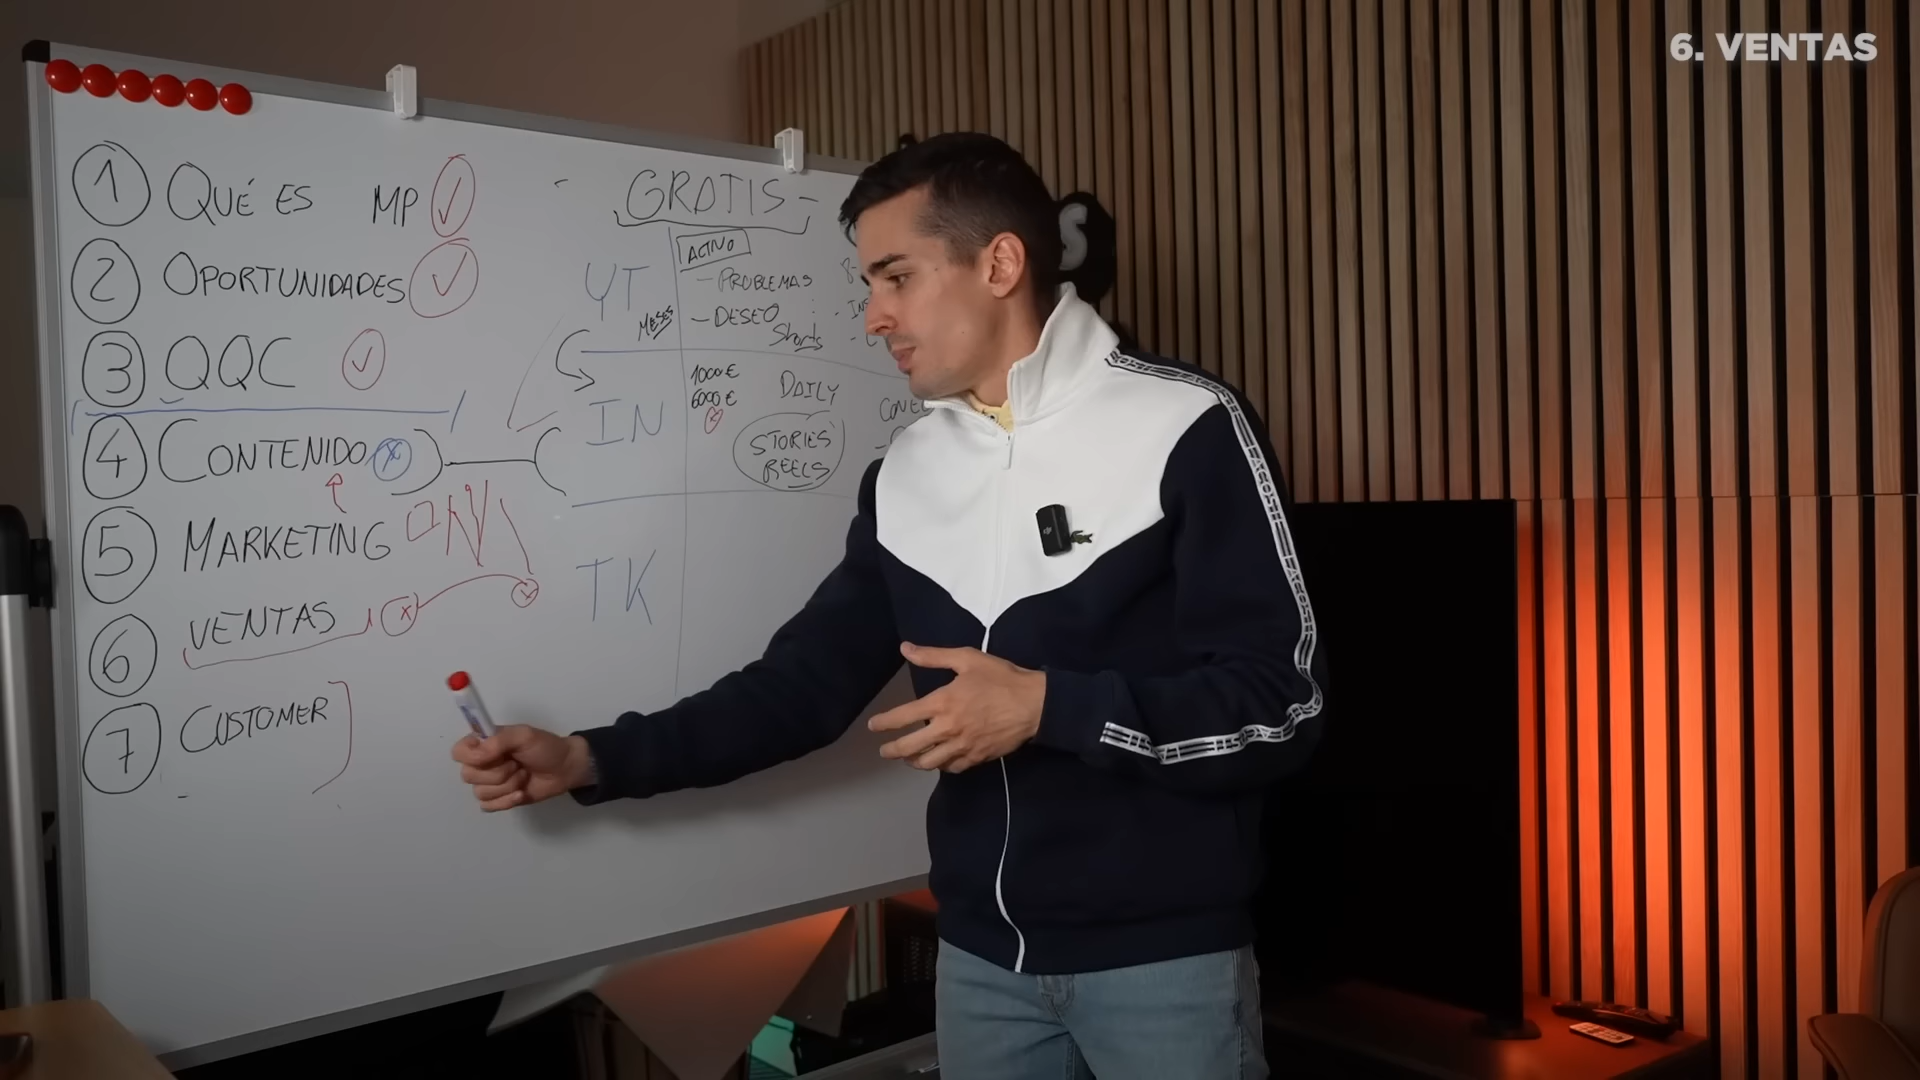 6. VENTAS
1 QUÉ ES MP
2 OPORTUNIDADES
3 QQC
4 CONTENIDO
5 MARKETING
6 VENTAS
7 CUSTOMER
- GRATIS -
YT
MESES
ACTIVO
- PROBLEMAS
- DESEO
Shorts
IN
1000€
6000€
DAILY
STORIES
REELS
TK